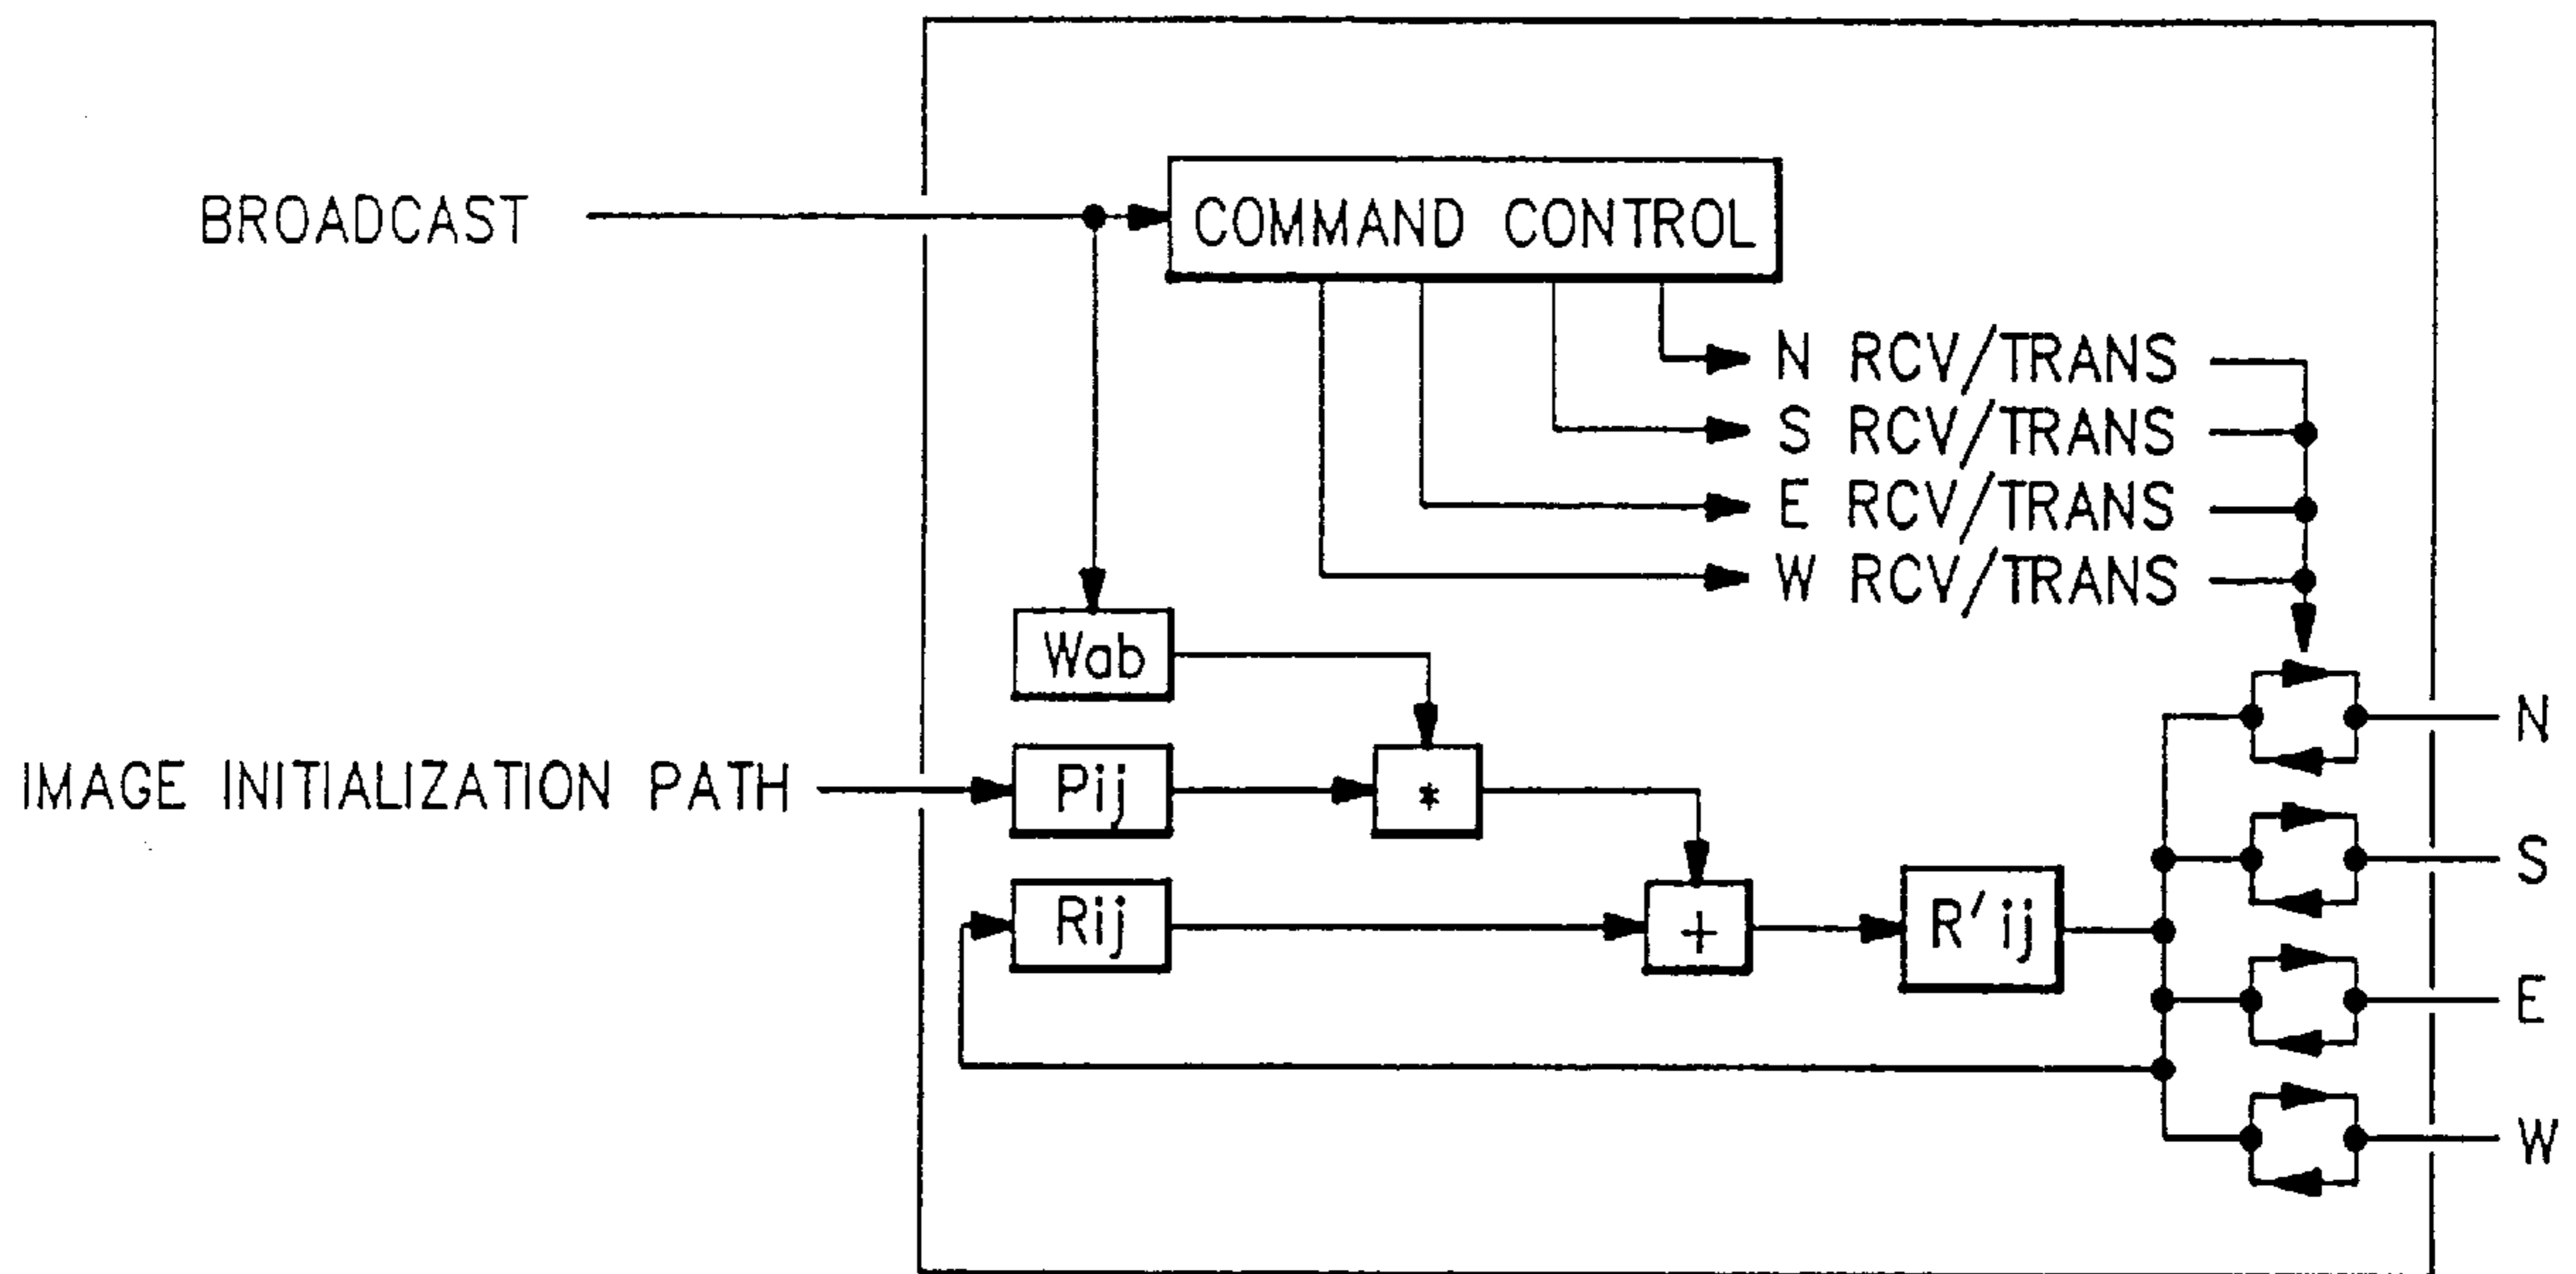 BROADCAST
COMMAND CONTROL
N RCV/TRANS
S RCV/TRANS
E RCV/TRANS
W RCV/TRANS
Wab
N
IMAGE INITIALIZATION PATH
Pij
*
S
Rij
+
R'ij
E
W